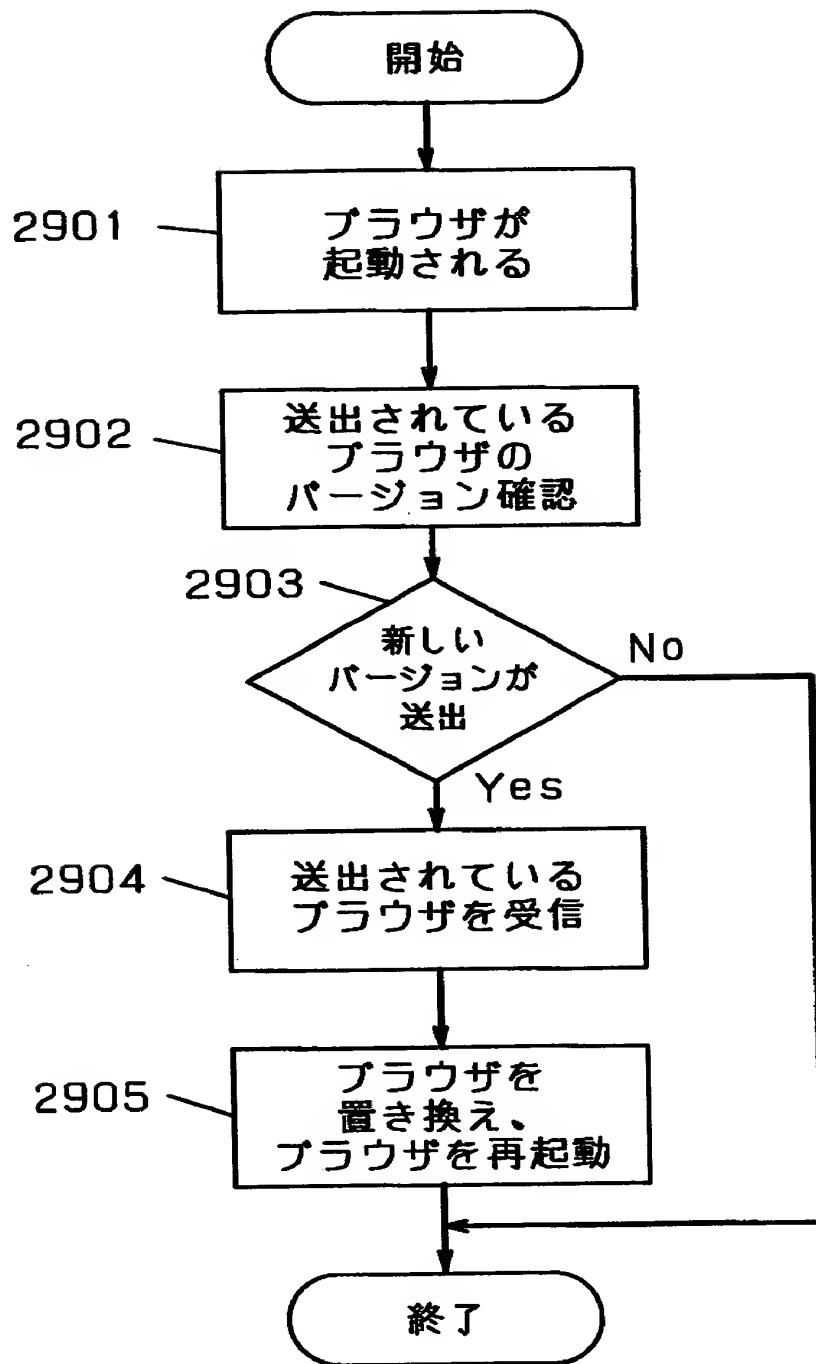 開始
2901
ブラウザが
起動される
2902
送出されている
ブラウザの
バージョン確認
2903
新しい
バージョンが
送出
No
Yes
2904
送出されている
ブラウザを受信
2905
ブラウザを
置き換え、
ブラウザを再起動
終了